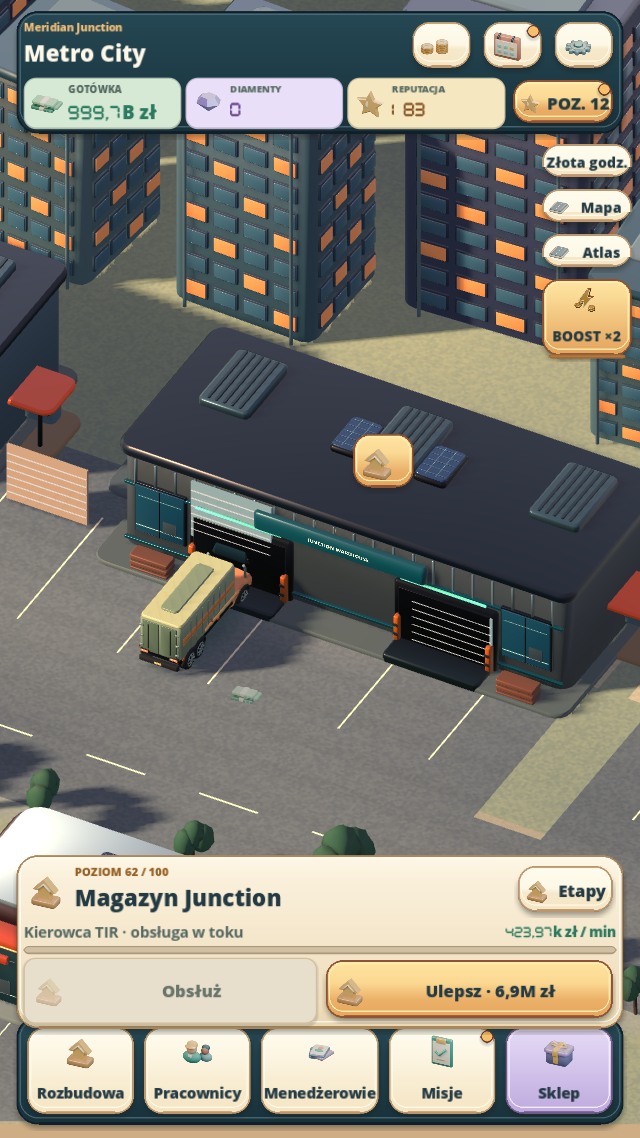 Meridian Junction
Metro City
GOTÓWKA
999,7B zł
DIAMENTY
0
REPUTACJA
183
POZ. 12
Złota godz.
Mapa
Atlas
BOOST ×2
JUNCTION WAREHOUSE
POZIOM 62 / 100
Magazyn Junction
Etapy
Kierowca TIR · obsługa w toku
423,97k zł / min
Obsłuż
Ulepsz · 6,9M zł
Rozbudowa
Pracownicy
Menedżerowie
Misje
Sklep